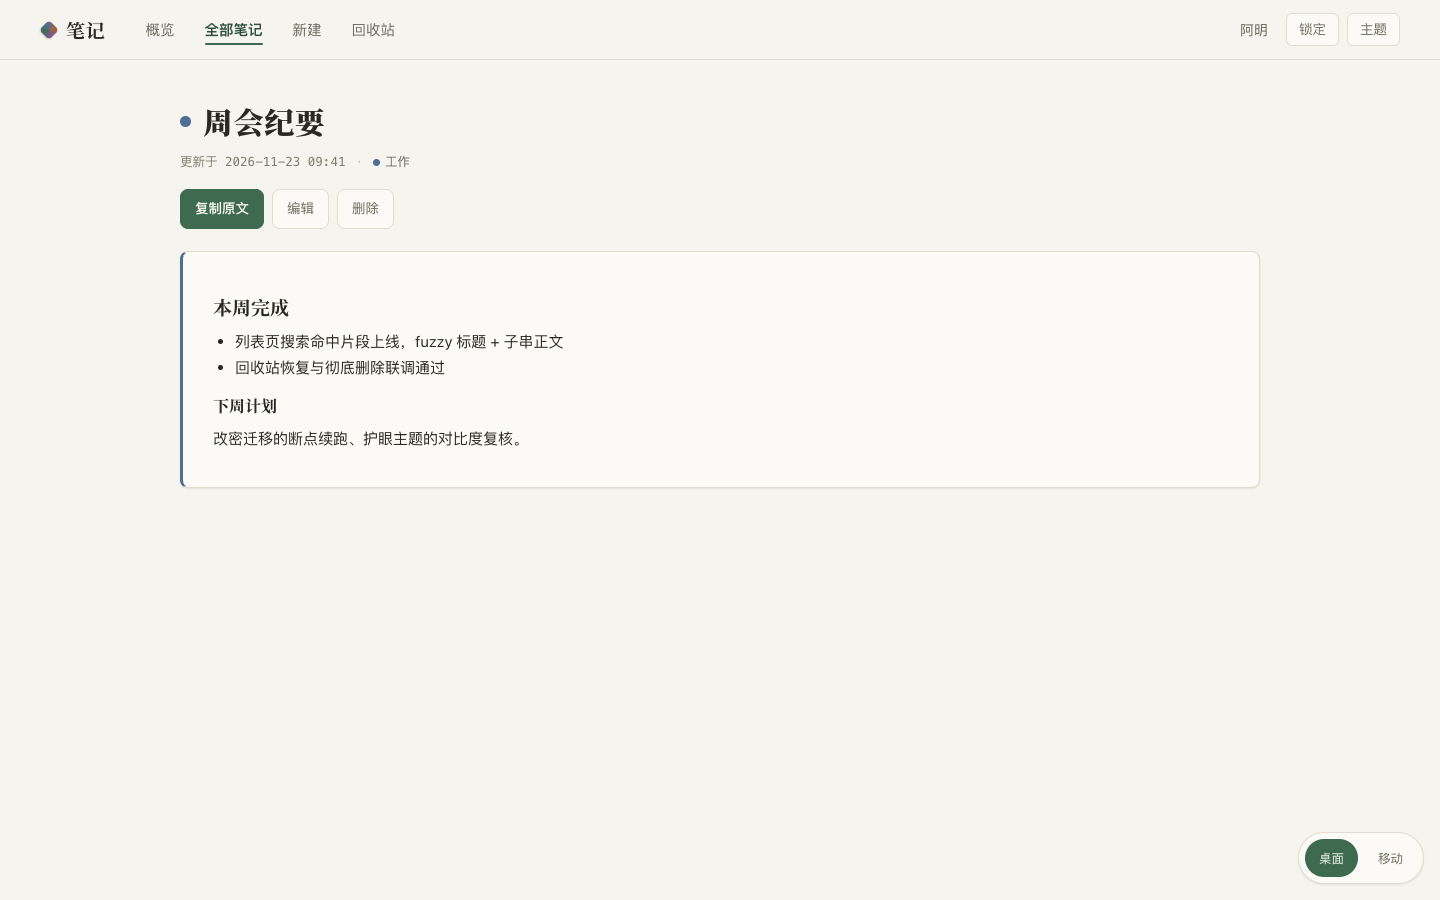 笔记 概览 全部笔记 新建 回收站 阿明 锁定 主题
周会纪要
更新于 2026-11-23 09:41 · 工作
复制原文 编辑 删除
本周完成
• 列表页搜索命中片段上线，fuzzy 标题 + 子串正文
• 回收站恢复与彻底删除联调通过
下周计划
改密迁移的断点续跑、护眼主题的对比度复核。
桌面 移动